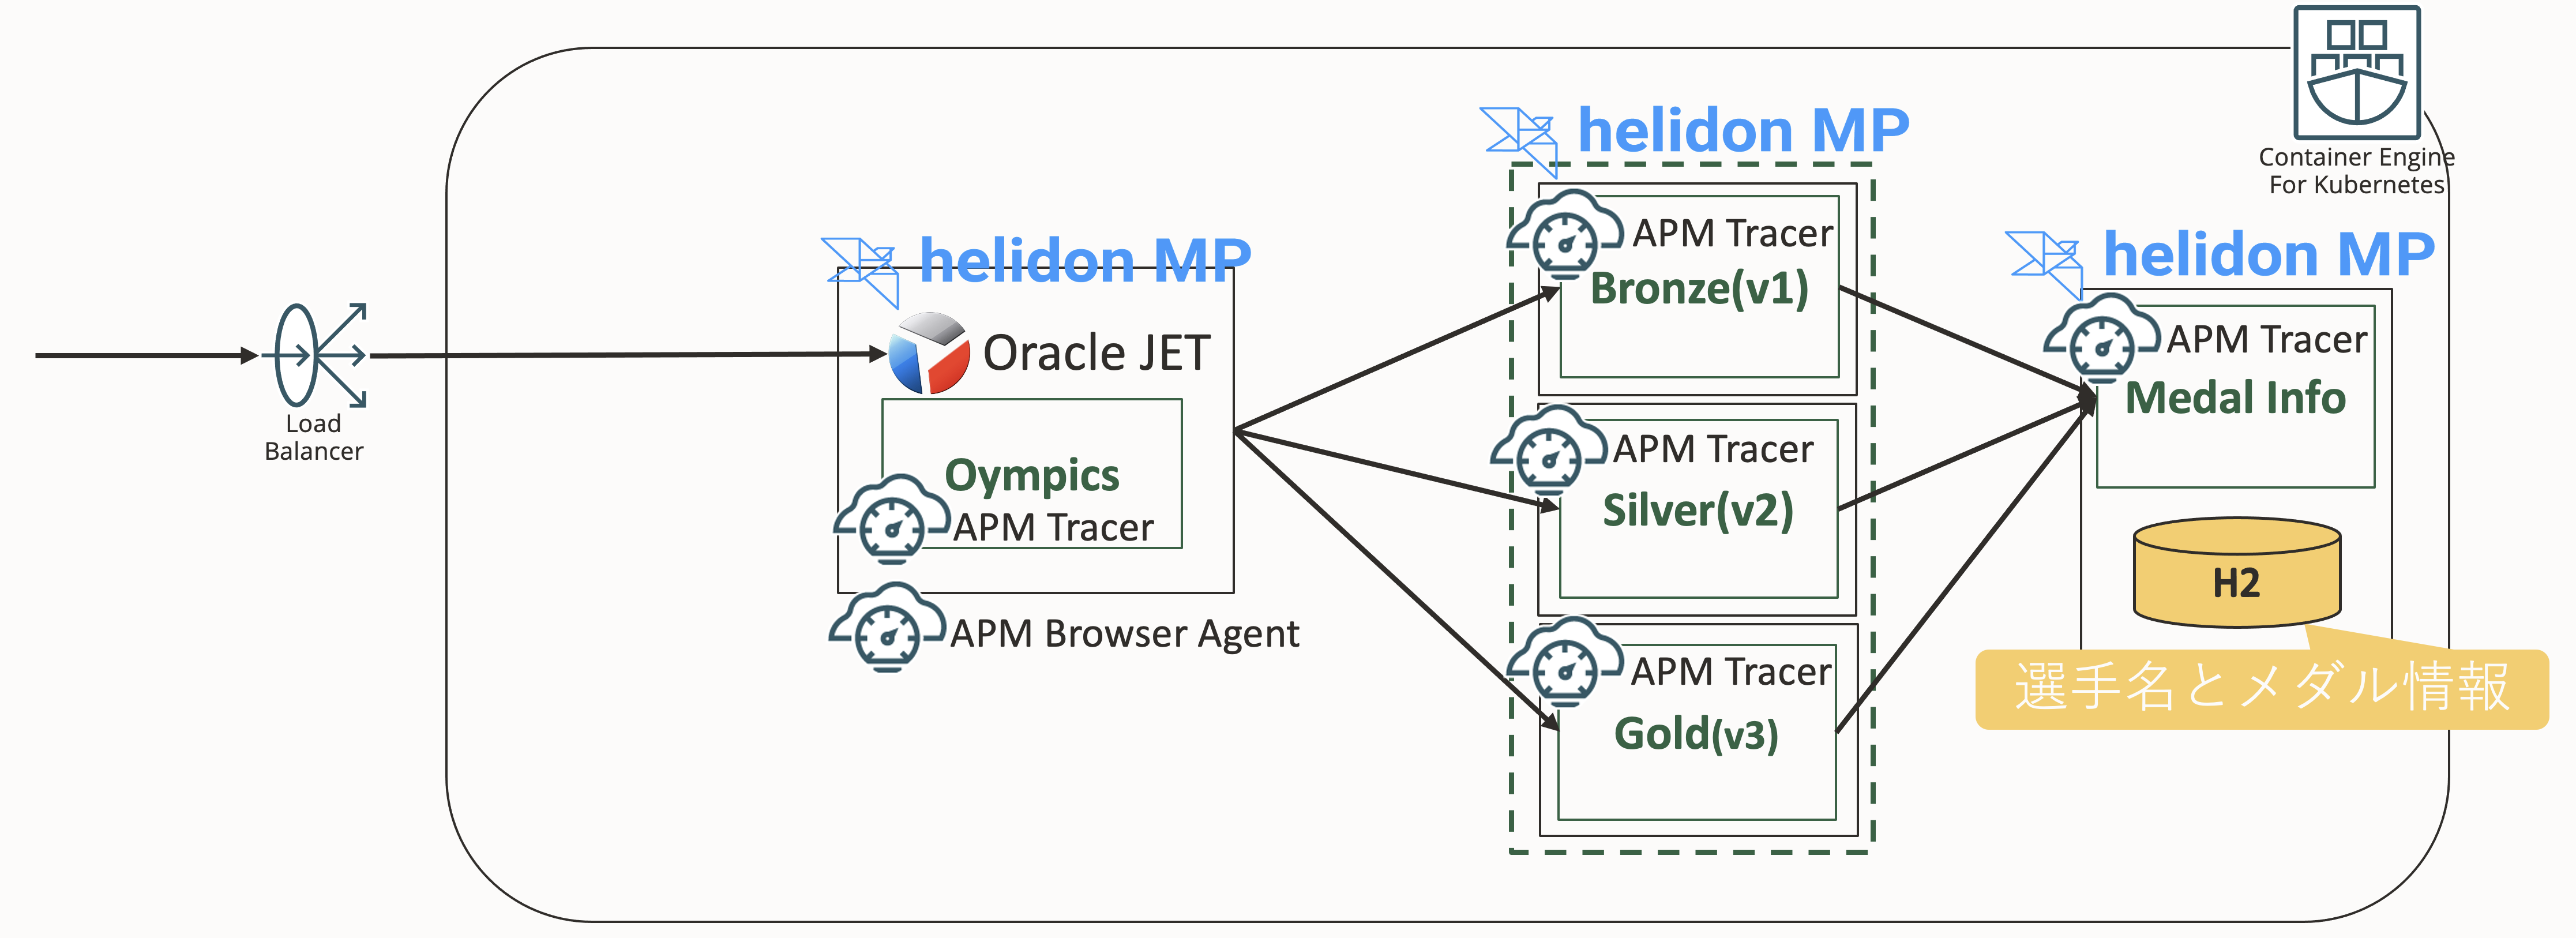 Container Engine
For Kubernetes
Load
Balancer
helidon MP
Oracle JET
Oympics
APM Tracer
APM Browser Agent
helidon MP
APM Tracer
Bronze(v1)
APM Tracer
Silver(v2)
APM Tracer
Gold(v3)
helidon MP
APM Tracer
Medal Info
H2
選手名とメダル情報